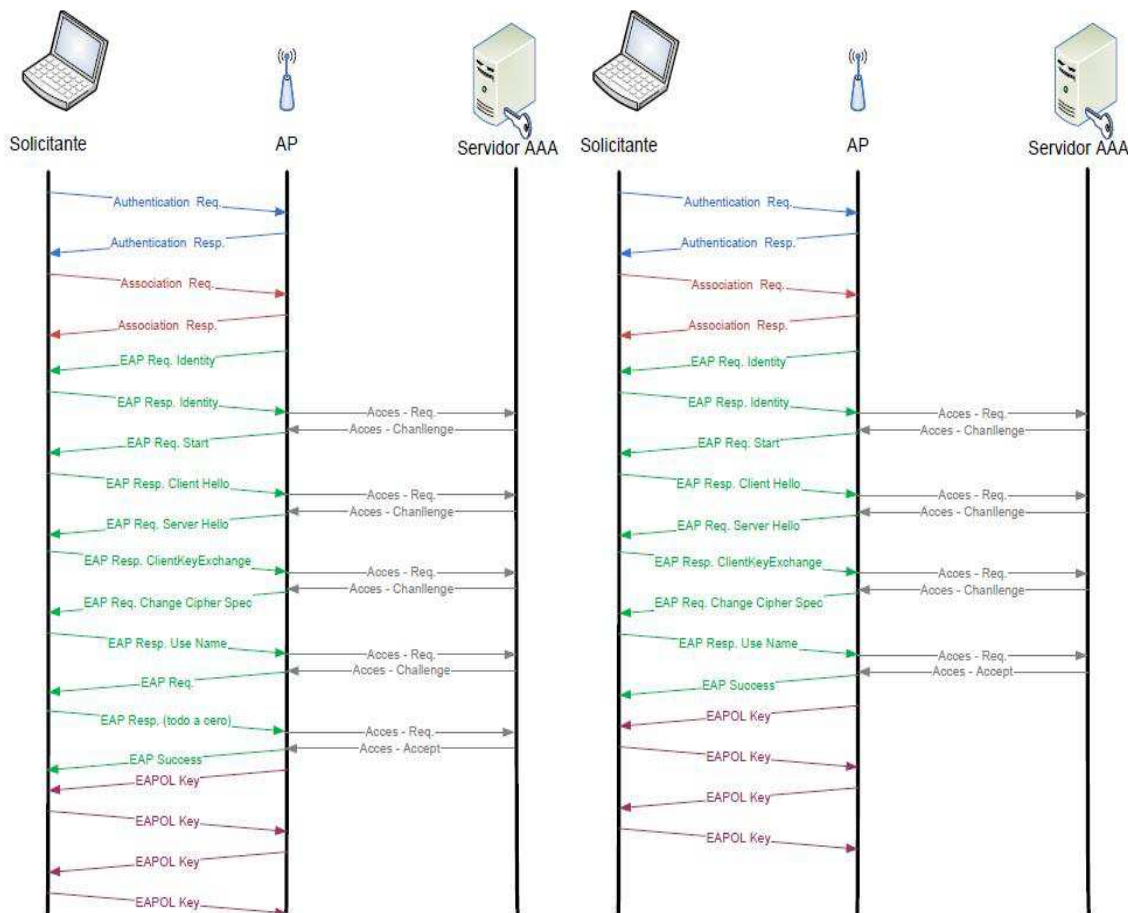 Solicitante
AP
Servidor AAA
Authentication Req.
Authentication Resp.
Association Req.
Association Resp.
EAP Req. Identity
EAP Resp. Identity
Acces - Req.
Acces - Chanllenge
EAP Req. Start
EAP Resp. Client Hello
Acces - Req.
Acces - Chanllenge
EAP Req. Server Hello
EAP Resp. ClientKeyExchange
Acces - Req.
Acces - Chanllenge
EAP Req. Change Cipher Spec
EAP Resp. Use Name
Acces - Req.
Acces - Challenge
EAP Req.
EAP Resp. (todo a cero)
Acces - Req.
Acces - Accept
EAP Success
EAPOL Key
EAPOL Key
EAPOL Key
EAPOL Key
Solicitante
AP
Servidor AAA
Authentication Req.
Authentication Resp.
Association Req.
Association Resp.
EAP Req. Identity
EAP Resp. Identity
Acces - Req.
Acces - Chanllenge
EAP Req. Start
EAP Resp. Client Hello
Acces - Req.
Acces - Chanllenge
EAP Req. Server Hello
EAP Resp. ClientKeyExchange
Acces - Req.
Acces - Chanllenge
EAP Req. Change Cipher Spec
EAP Resp. Use Name
Acces - Req.
Acces - Accept
EAP Success
EAPOL Key
EAPOL Key
EAPOL Key
EAPOL Key